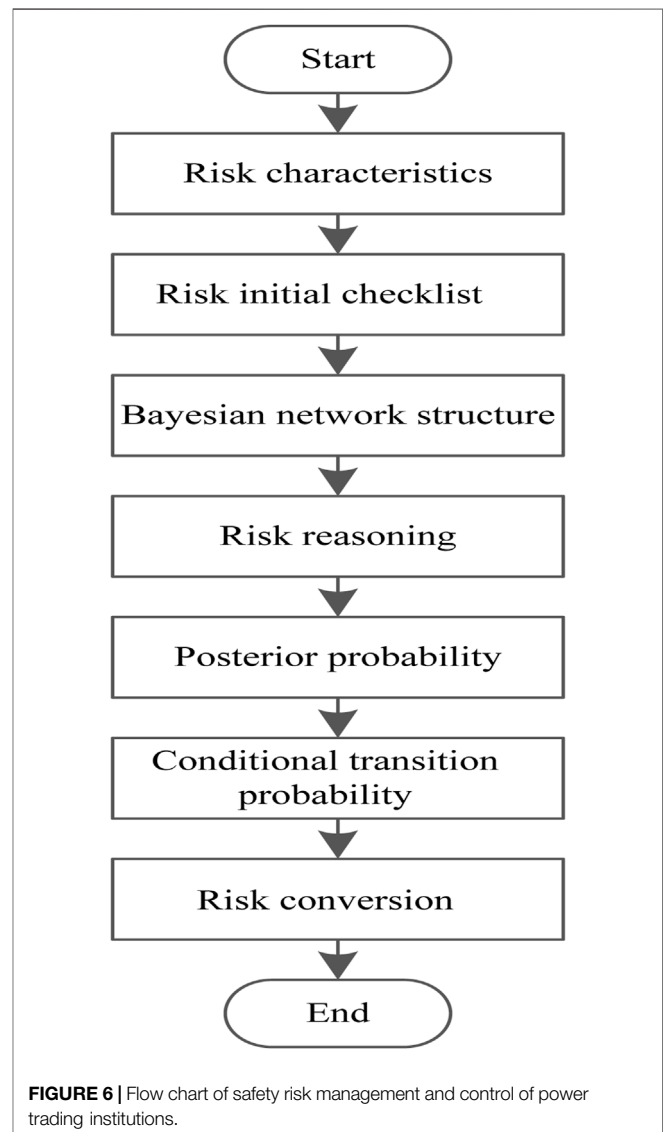 Start
Risk characteristics
Risk initial checklist
Bayesian network structure
Risk reasoning
Posterior probability
Conditional transition
probability
Risk conversion
End
FIGURE 6 | Flow chart of safety risk management and control of power
trading institutions.